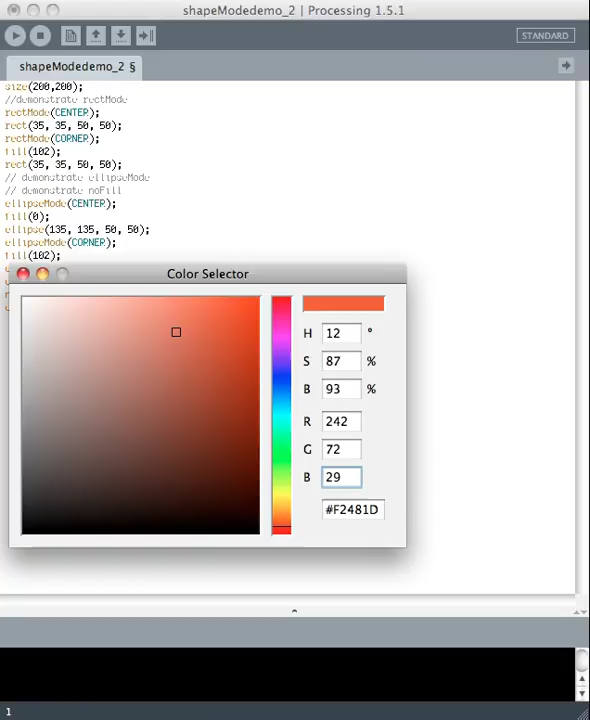 shapeModedemo_2 | Processing 1.5.1
STANDARD
shapeModedemo_2 §
size(200,200);
//demonstrate rectMode
rectMode(CENTER);
rect(35, 35, 50, 50);
rectMode(CORNER);
fill(102);
rect(35, 35, 50, 50);
// demonstrate ellipseMode
// demonstrate noFill
ellipseMode(CENTER);
fill(0);
ellipse(135, 135, 50, 50);
ellipseMode(CORNER);
fill(102);
Color Selector
H 12 °
S 87 %
B 93 %
R 242
G 72
B 29
#F2481D
1